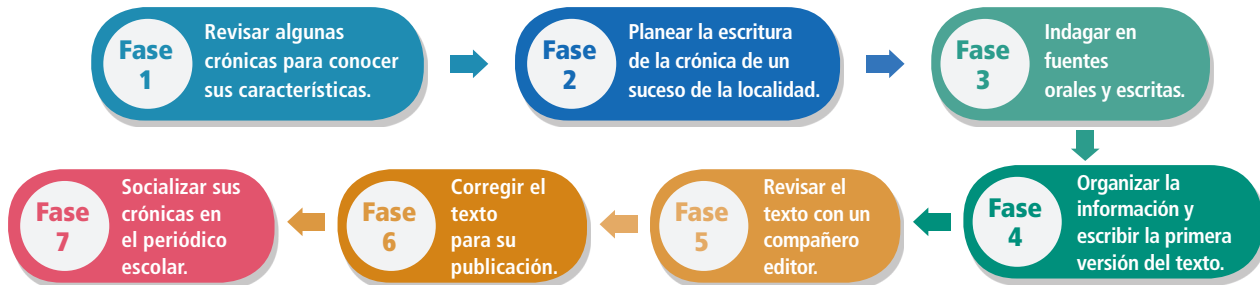 Fase
1
Revisar algunas
crónicas para conocer
sus características.
Fase
2
Planear la escritura
de la crónica de un
suceso de la localidad.
Fase
3
Indagar en
fuentes
orales y escritas.
Fase
4
Organizar la
información y
escribir la primera
versión del texto.
Fase
5
Revisar el
texto con un
compañero
editor.
Fase
6
Corregir el
texto
para su
publicación.
Fase
7
Socializar sus
crónicas en
el periódico
escolar.